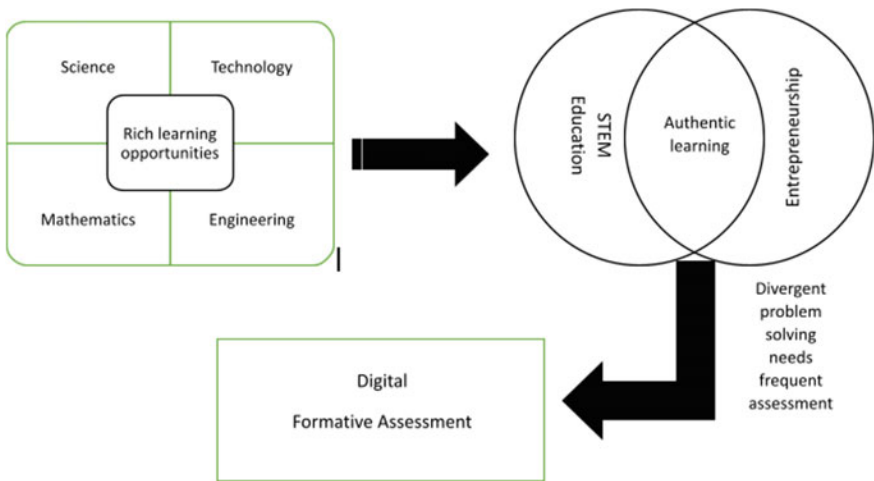 Science
Technology
Rich learning
opportunities
Mathematics
Engineering
STEM
Education
Authentic
learning
Entrepreneurship
Divergent
problem
solving
needs
frequent
assessment
Digital
Formative Assessment